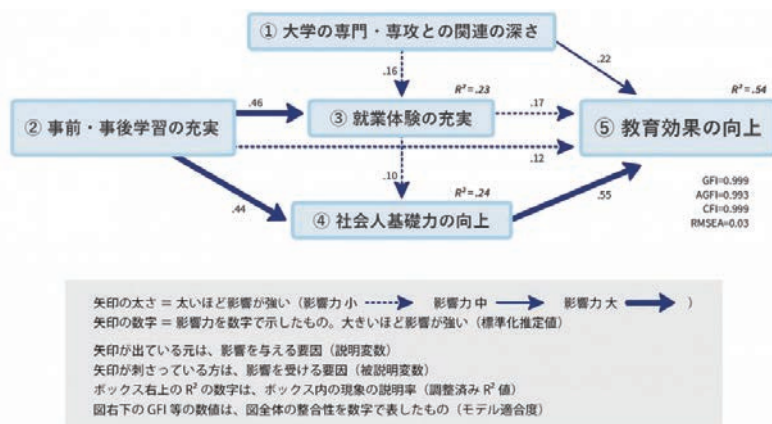 ① 大学の専門・専攻との関連の深さ
.16
.22
R²=.23
R²=.54
.46
.17
② 事前・事後学習の充実
③ 就業体験の充実
⑤ 教育効果の向上
.12
.10
R²=.24
.44
④ 社会人基礎力の向上
.55
GFI=0.999
AGFI=0.993
CFI=0.999
RMSEA=0.03
矢印の太さ = 太いほど影響が強い（影響力 小 影響力 中 影響力 大 ）
矢印の数字 = 影響力を数字で示したもの。大きいほど影響が強い（標準化推定値）
矢印が出ている元は、影響を与える要因（説明変数）
矢印が刺さっている方は、影響を受ける要因（被説明変数）
ボックス右上の R² の数字は、ボックス内の現象の説明率（調整済み R² 値）
図右下の GFI 等の数値は、図全体の整合性を数字で表したもの（モデル適合度）